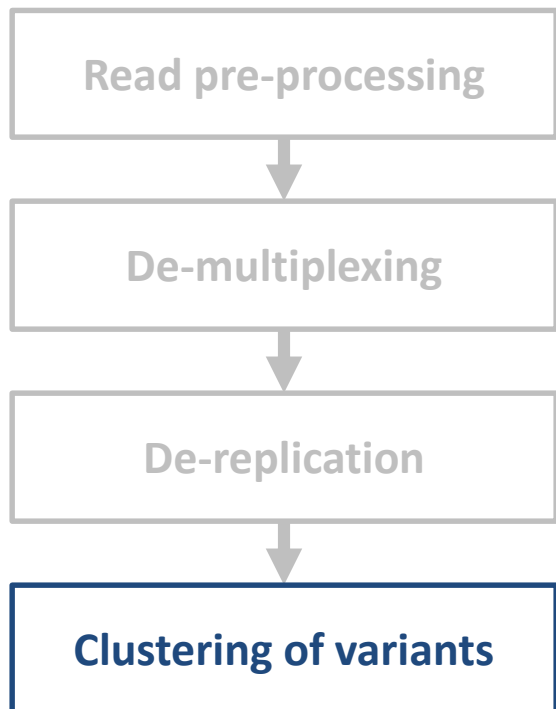 Read pre-processing
De-multiplexing
De-replication
Clustering of variants